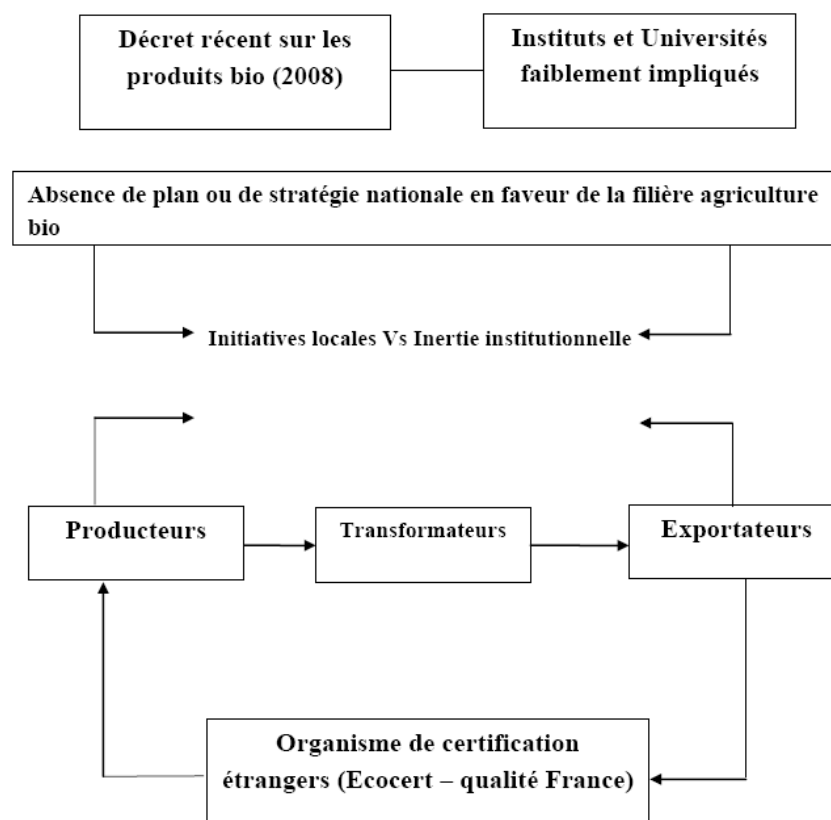 Décret récent sur les
produits bio (2008)
Instituts et Universités
faiblement impliqués
Absence de plan ou de stratégie nationale en faveur de la filière agriculture
bio
Initiatives locales Vs Inertie institutionnelle
Producteurs
Transformateurs
Exportateurs
Organisme de certification
étrangers (Ecocert – qualité France)